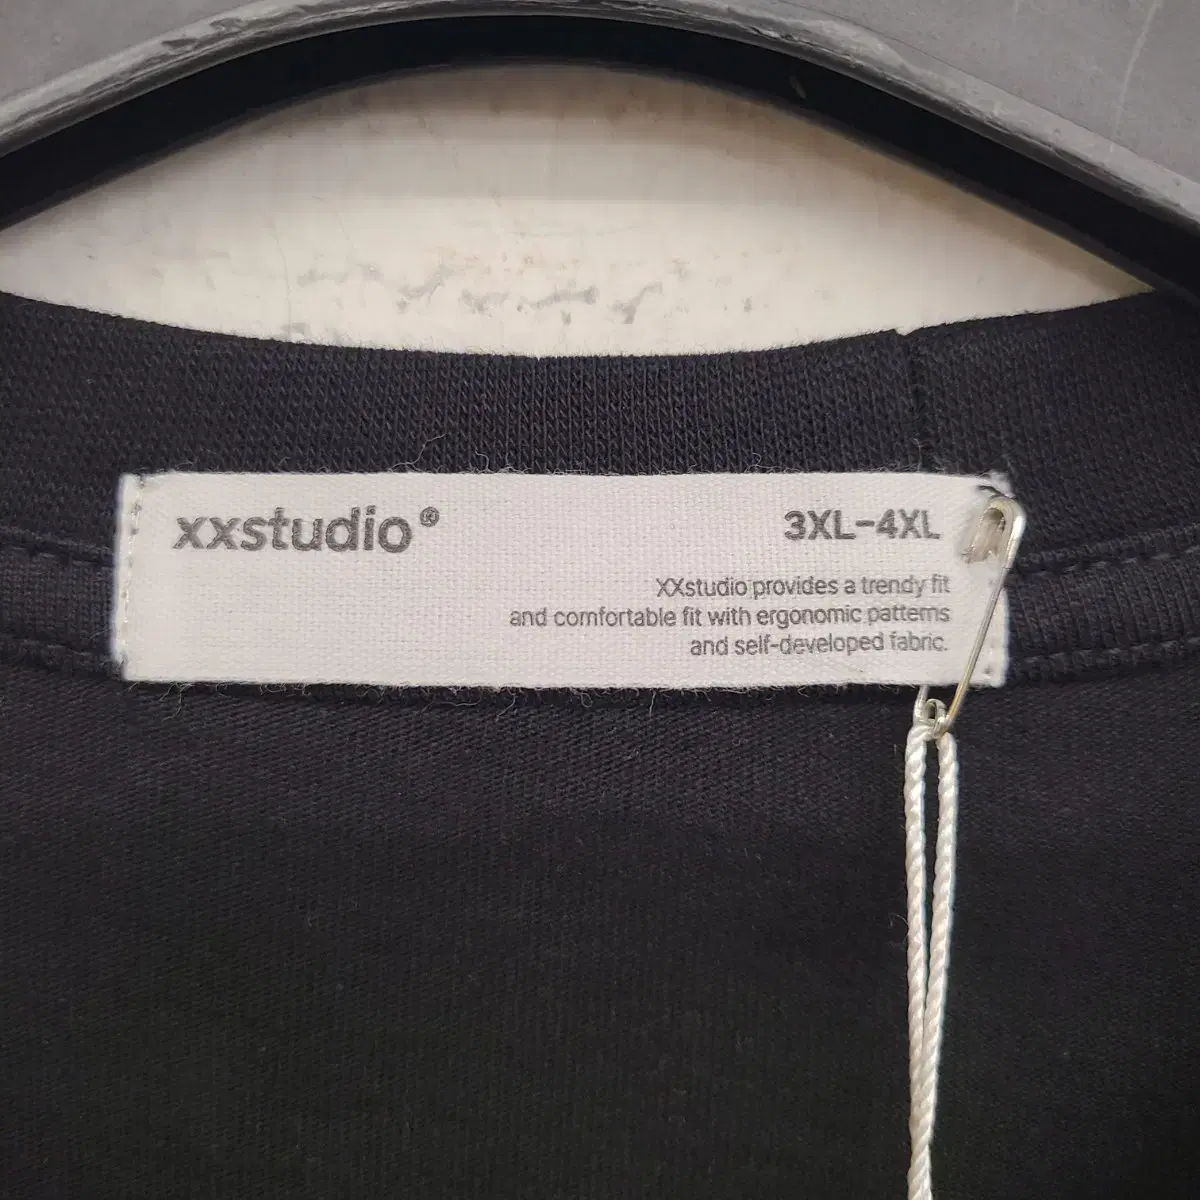 xxstudio®
3XL-4XL
XXstudio provides a trendy fit
and comfortable fit with ergonomic patterns
and self-developed fabric.